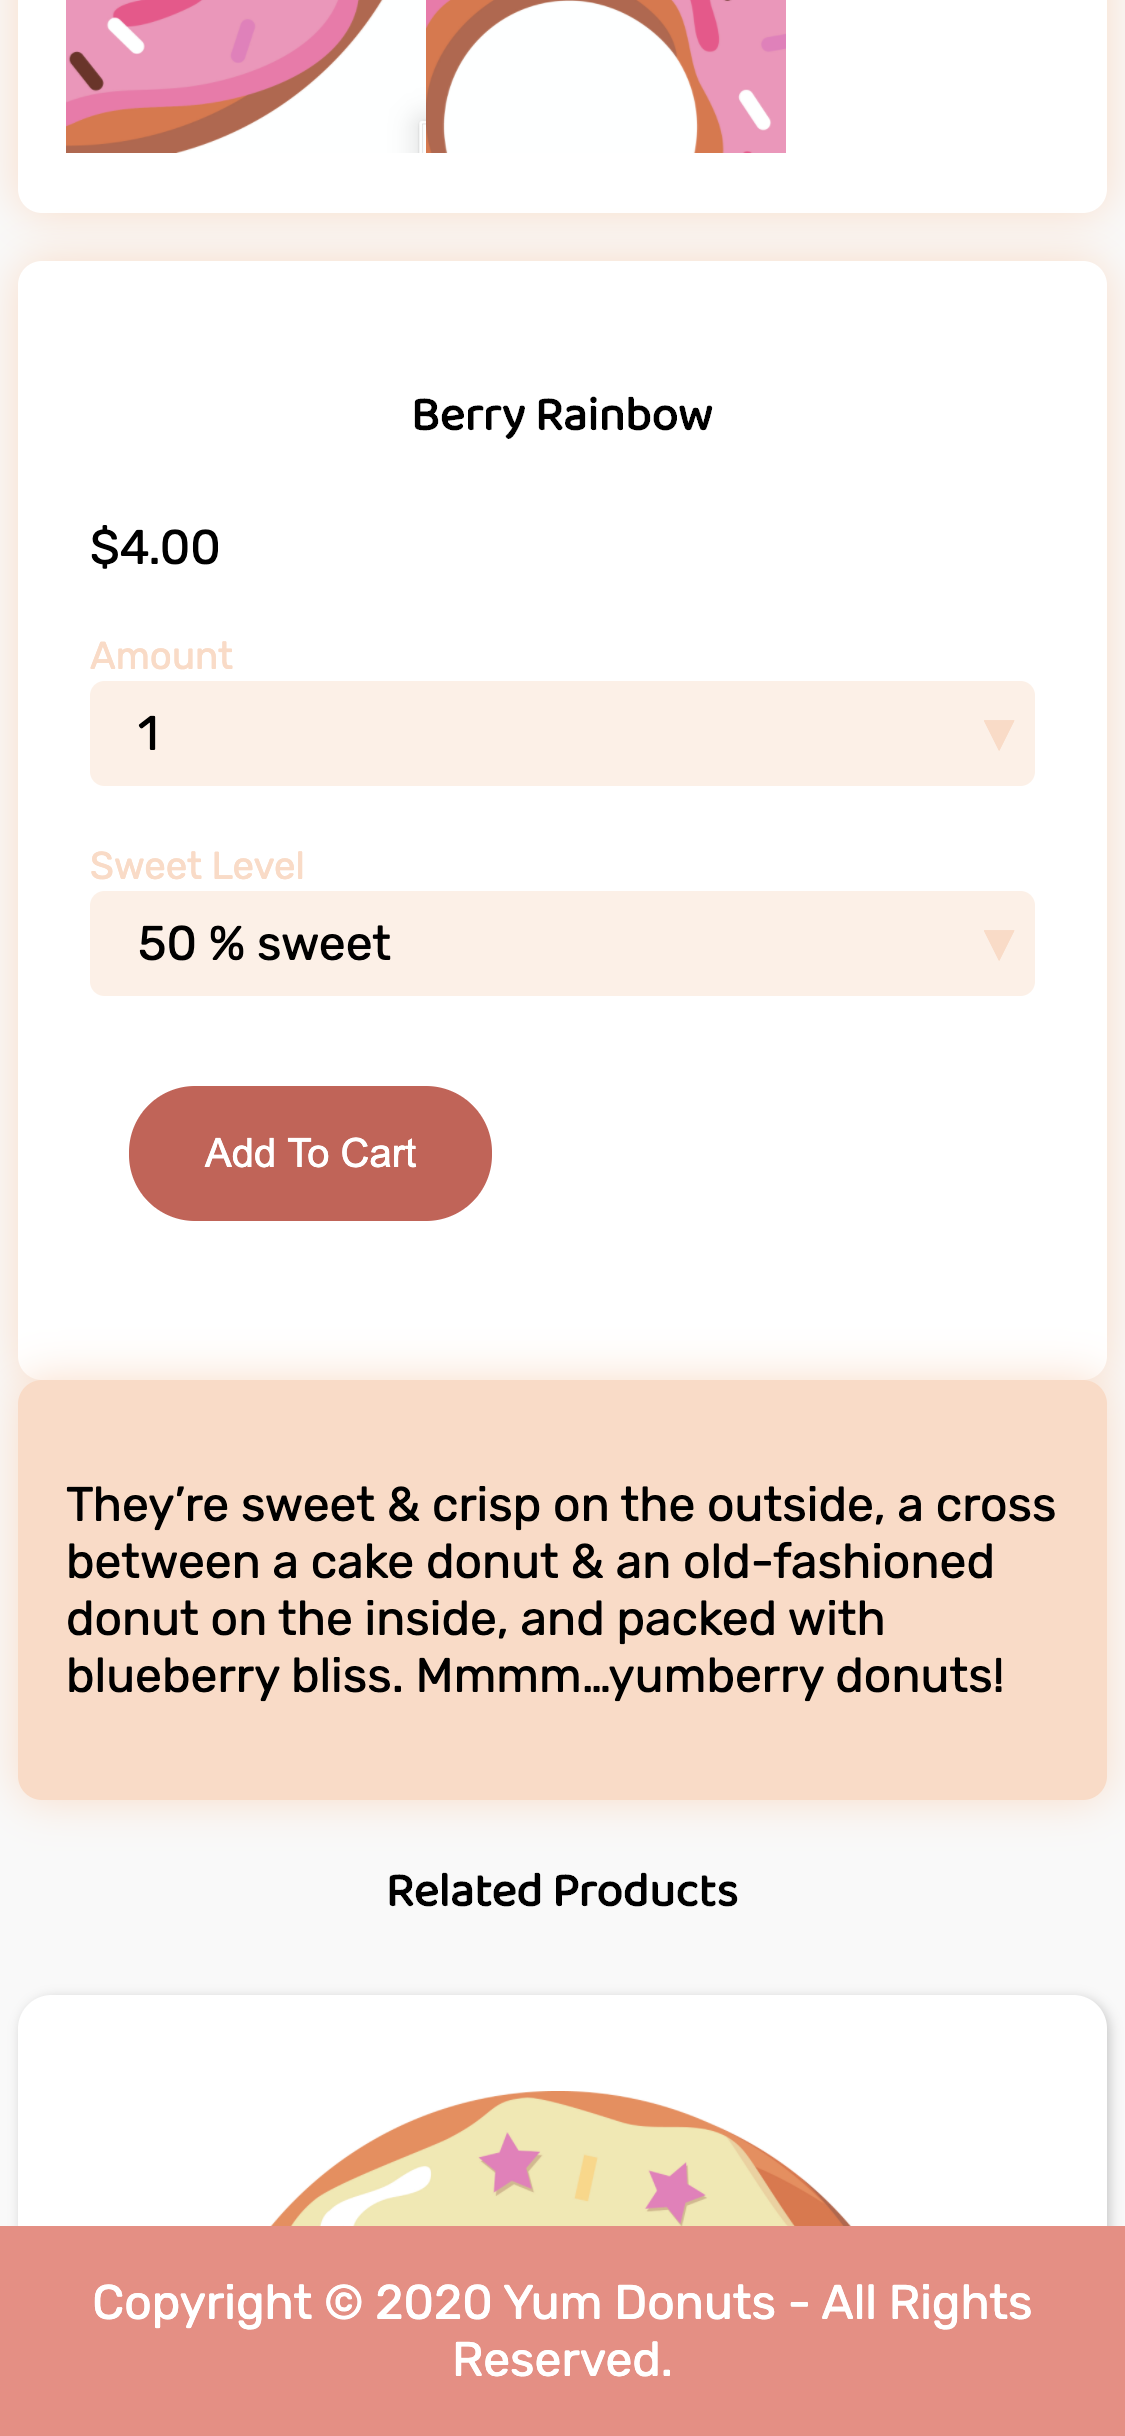 Berry Rainbow
$4.00
Amount
1
Sweet Level
50 % sweet
Add To Cart
They’re sweet & crisp on the outside, a cross
between a cake donut & an old-fashioned
donut on the inside, and packed with
blueberry bliss. Mmmm…yumberry donuts!
Related Products
Copyright © 2020 Yum Donuts - All Rights
Reserved.